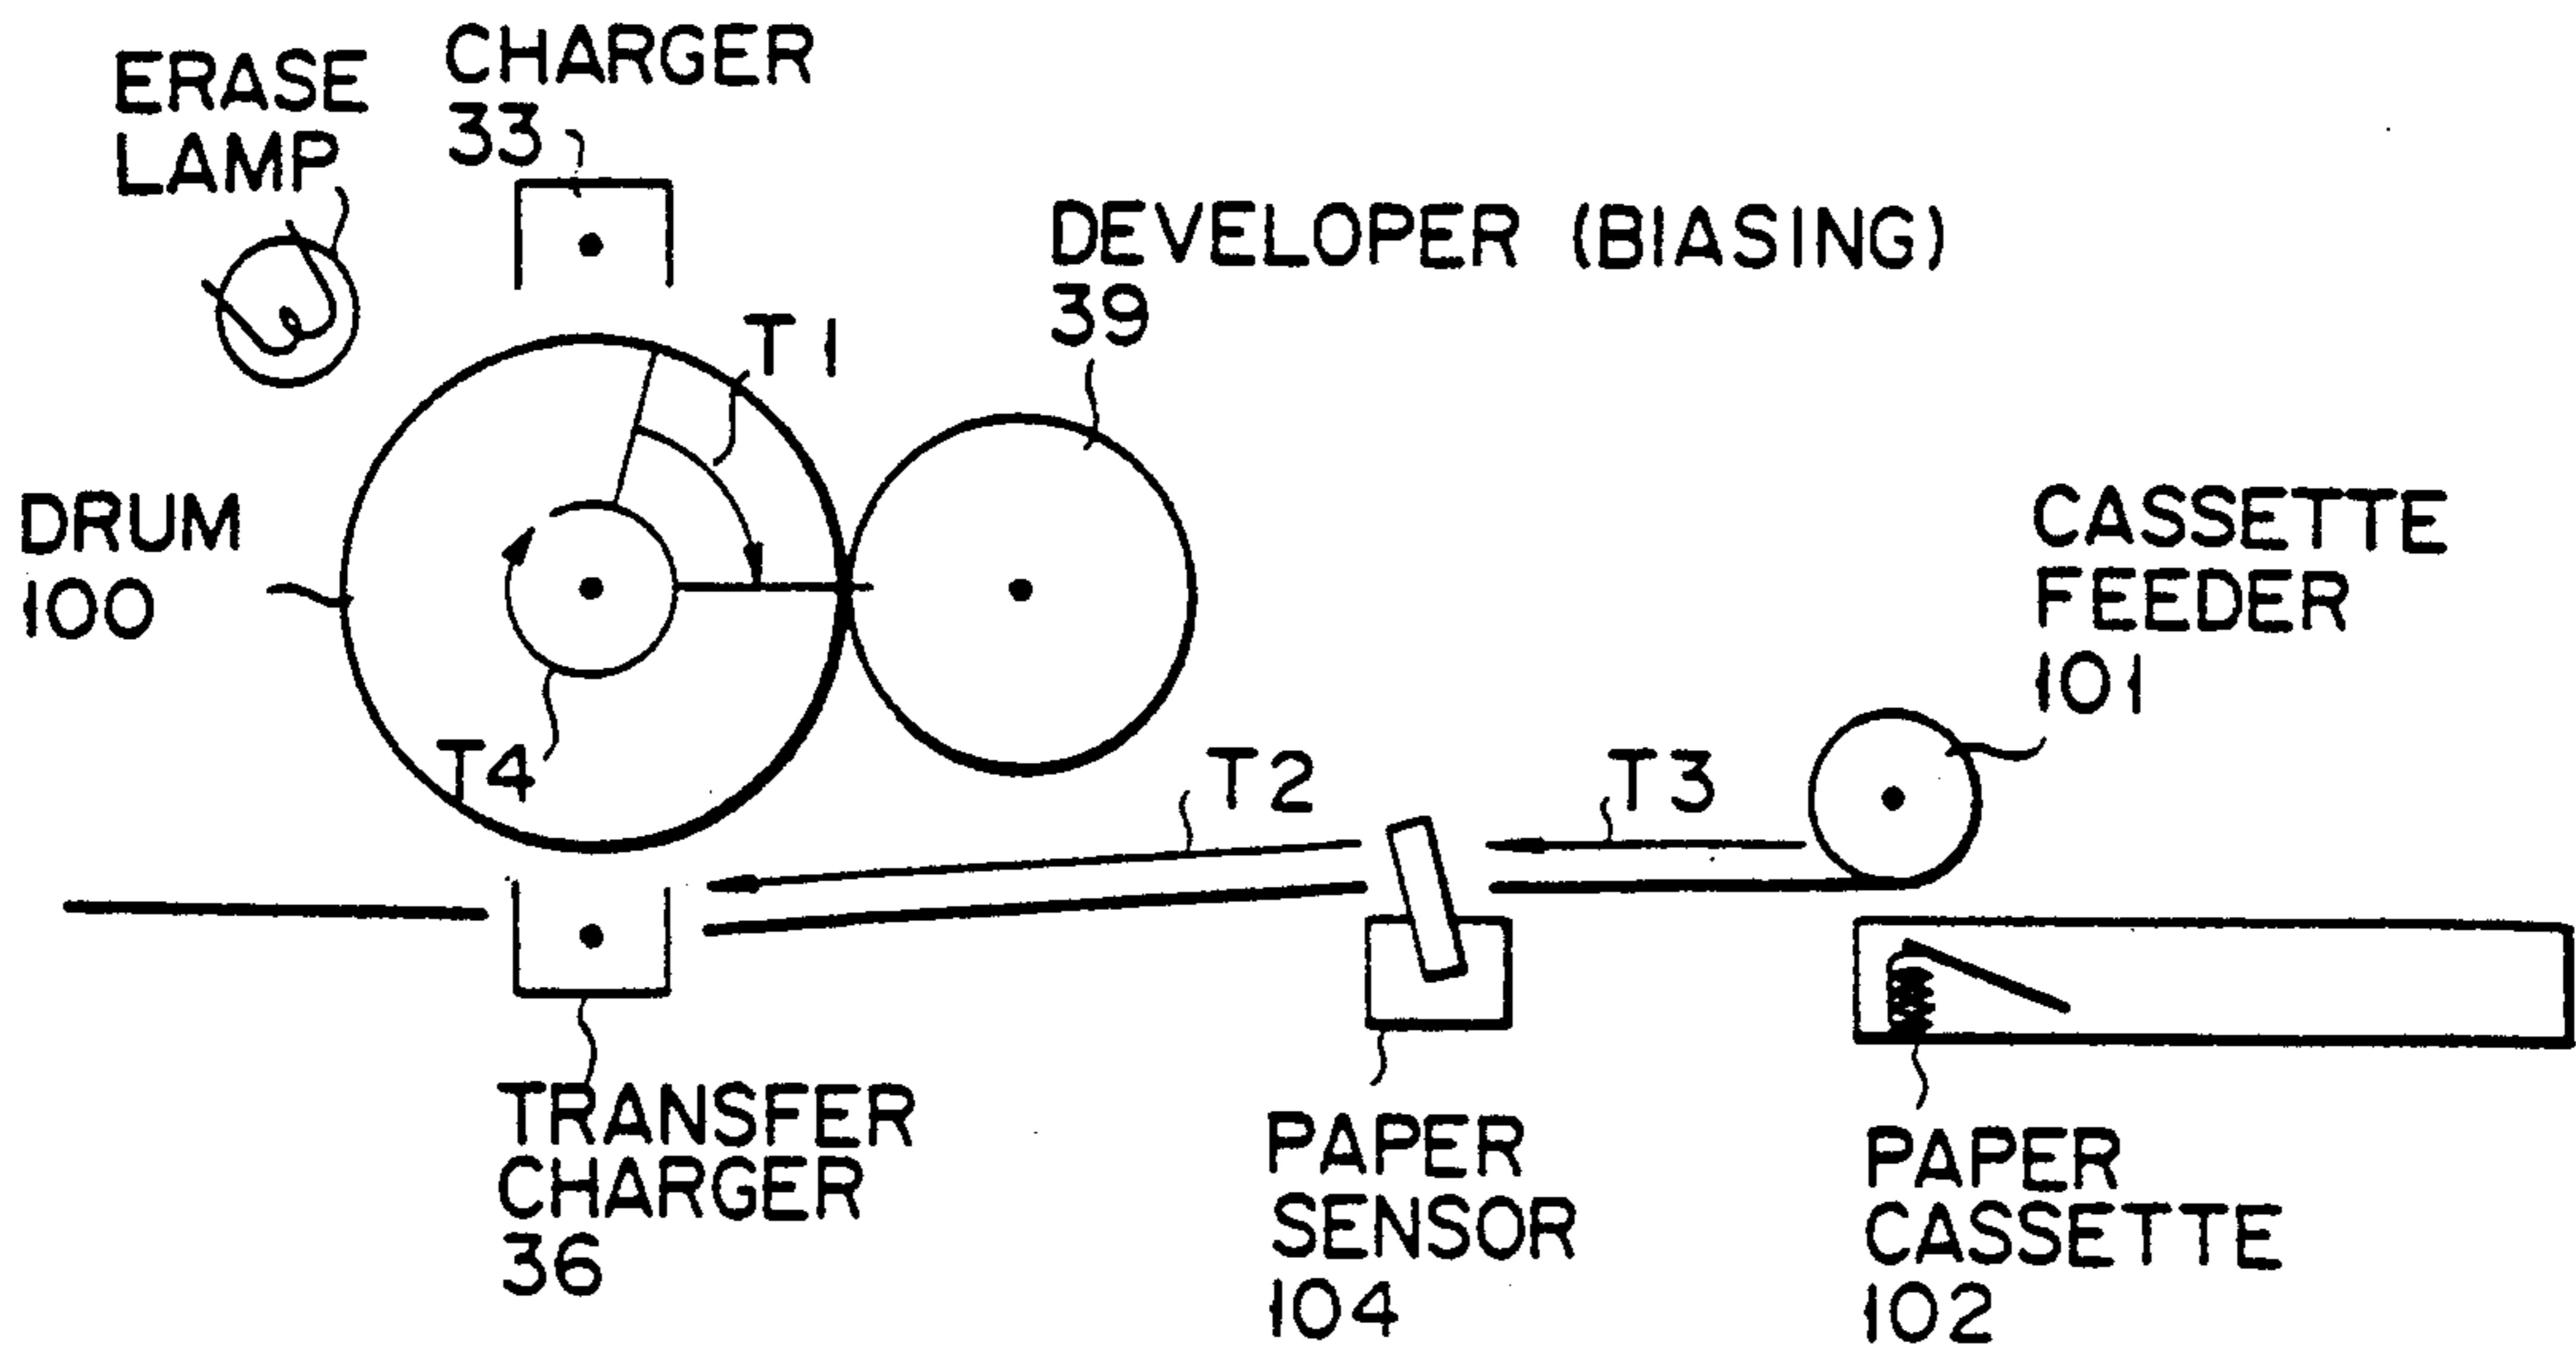 ERASE
LAMP
CHARGER
33
DEVELOPER (BIASING)
39
T1
DRUM
100
T4
CASSETTE
FEEDER
101
T2
T3
TRANSFER
CHARGER
36
PAPER
SENSOR
104
PAPER
CASSETTE
102